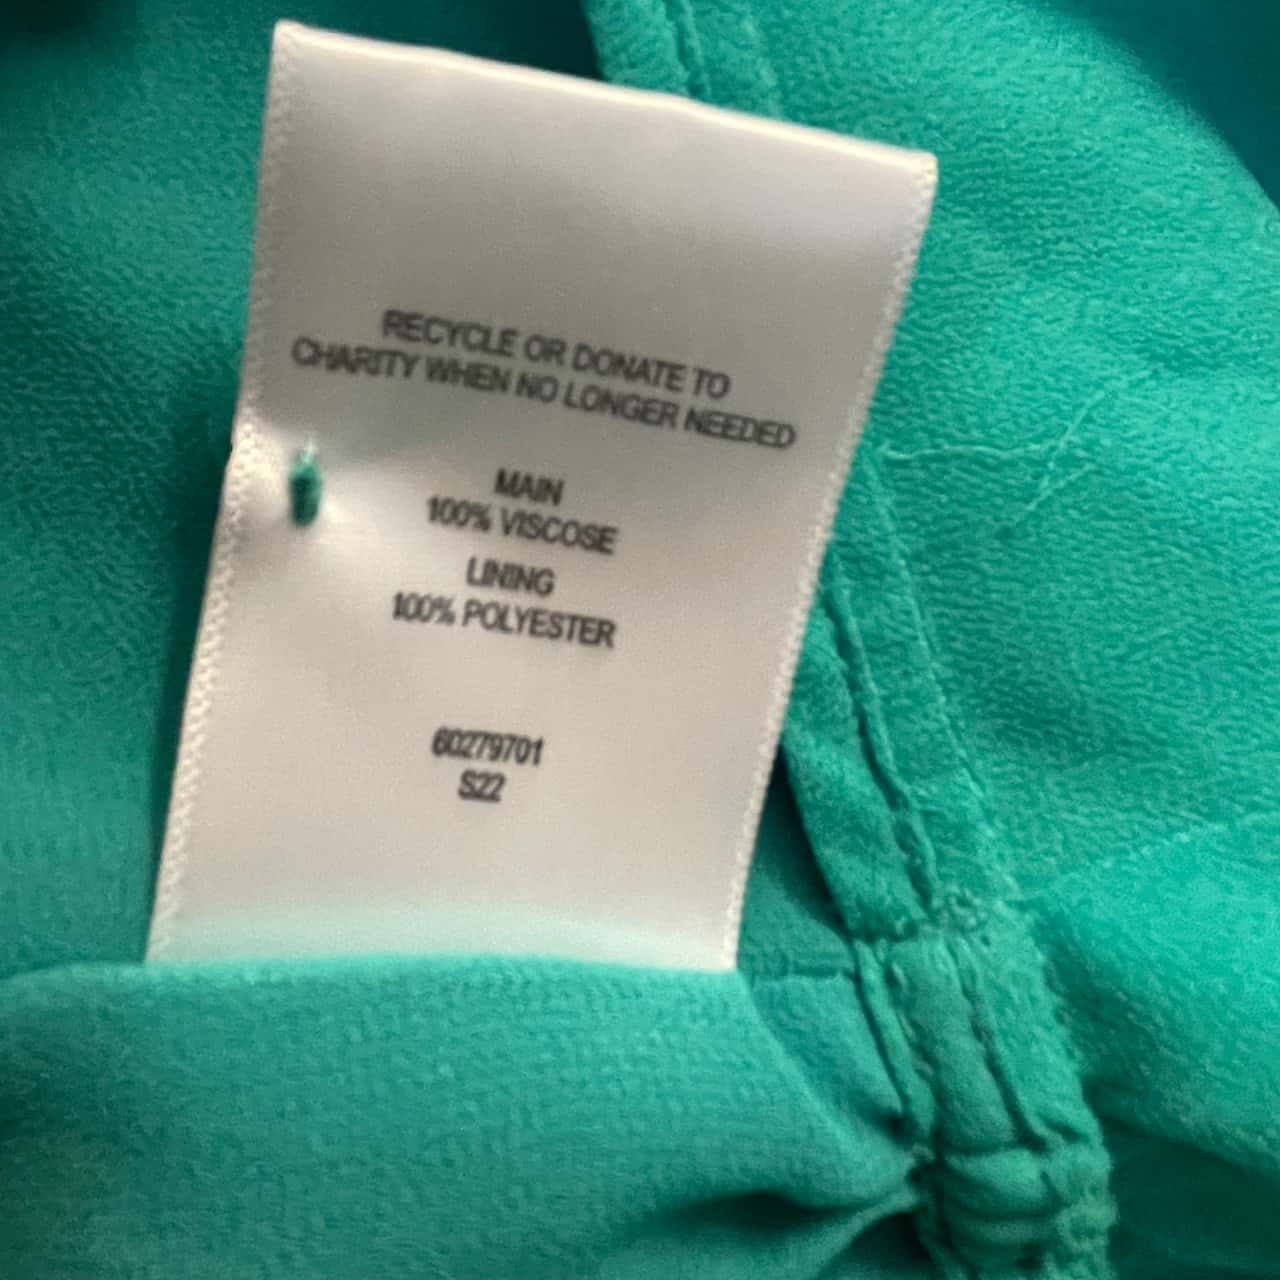 RECYCLE OR DONATE TO
CHARITY WHEN NO LONGER NEEDED
MAIN
100% VISCOSE
LINING
100% POLYESTER
60279701
S22